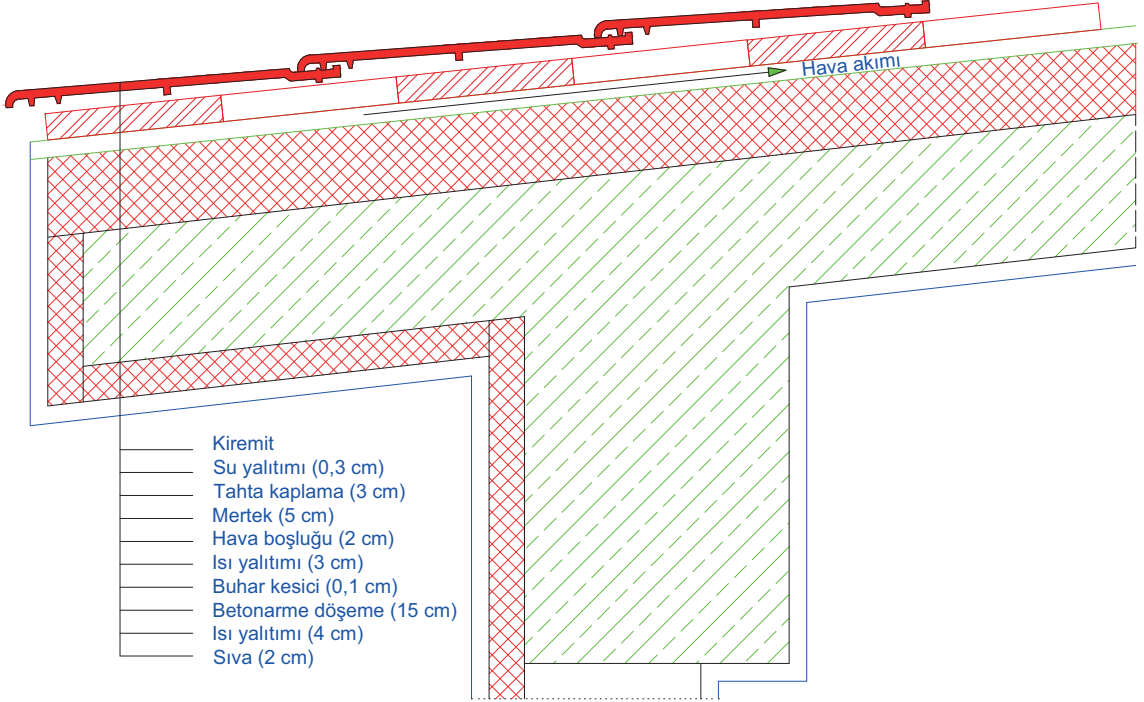 Hava akımı
Kiremit
Su yalıtımı (0,3 cm)
Tahta kaplama (3 cm)
Mertek (5 cm)
Hava boşluğu (2 cm)
Isı yalıtımı (3 cm)
Buhar kesici (0,1 cm)
Betonarme döşeme (15 cm)
Isı yalıtımı (4 cm)
Sıva (2 cm)